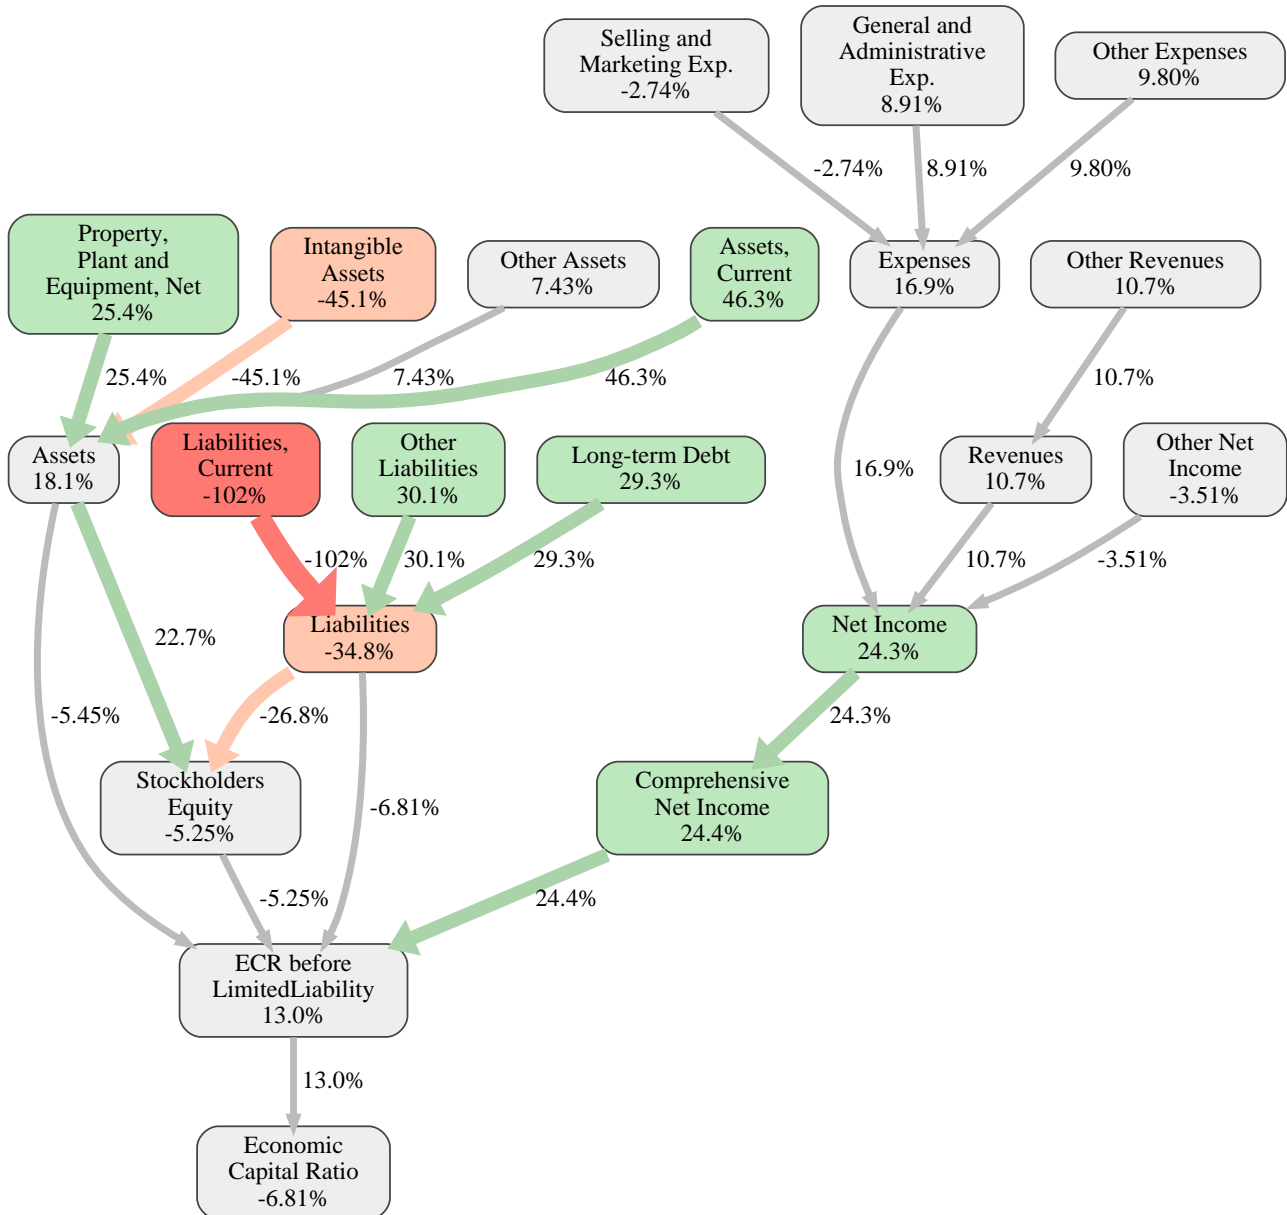 Selling and
Marketing Exp.
-2.74%
General and
Administrative
Exp.
8.91%
Other Expenses
9.80%
-2.74%
8.91%
9.80%
Property,
Plant and
Equipment, Net
25.4%
Intangible
Assets
-45.1%
Other Assets
7.43%
Assets,
Current
46.3%
Expenses
16.9%
Other Revenues
10.7%
25.4%
-45.1%
7.43%
46.3%
10.7%
Assets
18.1%
Liabilities,
Current
-102%
Other
Liabilities
30.1%
Long-term Debt
29.3%
16.9%
Revenues
10.7%
Other Net
Income
-3.51%
-102%
30.1%
29.3%
10.7%
-3.51%
22.7%
Liabilities
-34.8%
Net Income
24.3%
-5.45%
-26.8%
24.3%
Stockholders
Equity
-5.25%
-6.81%
Comprehensive
Net Income
24.4%
-5.25%
24.4%
ECR before
LimitedLiability
13.0%
13.0%
Economic
Capital Ratio
-6.81%